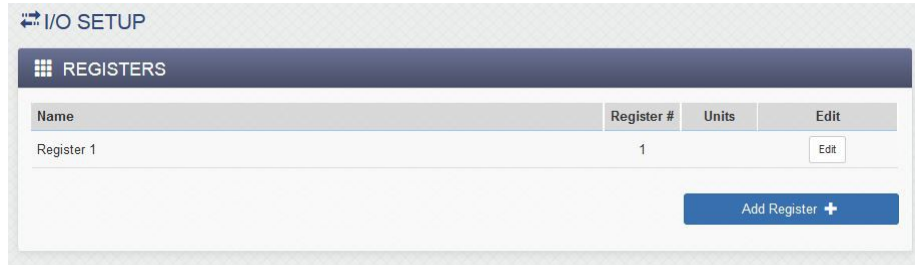 I/O SETUP
REGISTERS
Name Register # Units Edit
Register 1 1 Edit
Add Register